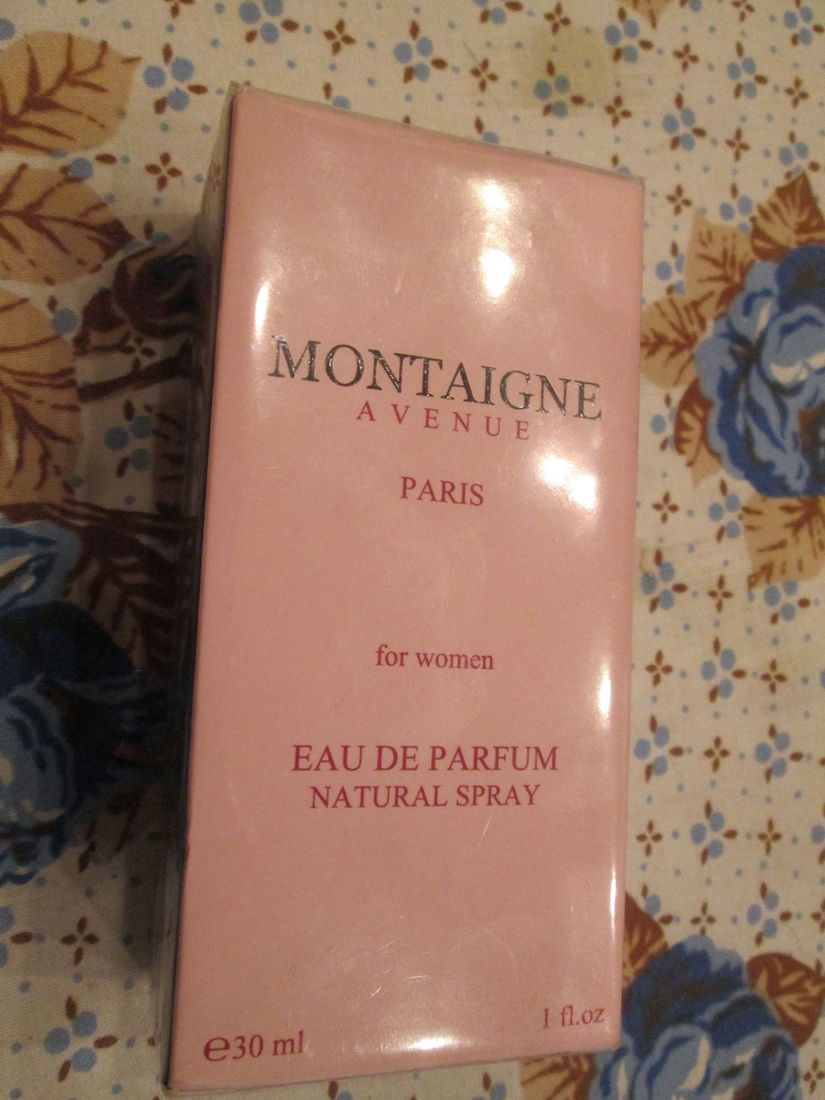 MONTAIGNE
AVENUE
PARIS
for women
EAU DE PARFUM
NATURAL SPRAY
℮30 ml 1 fl.oz